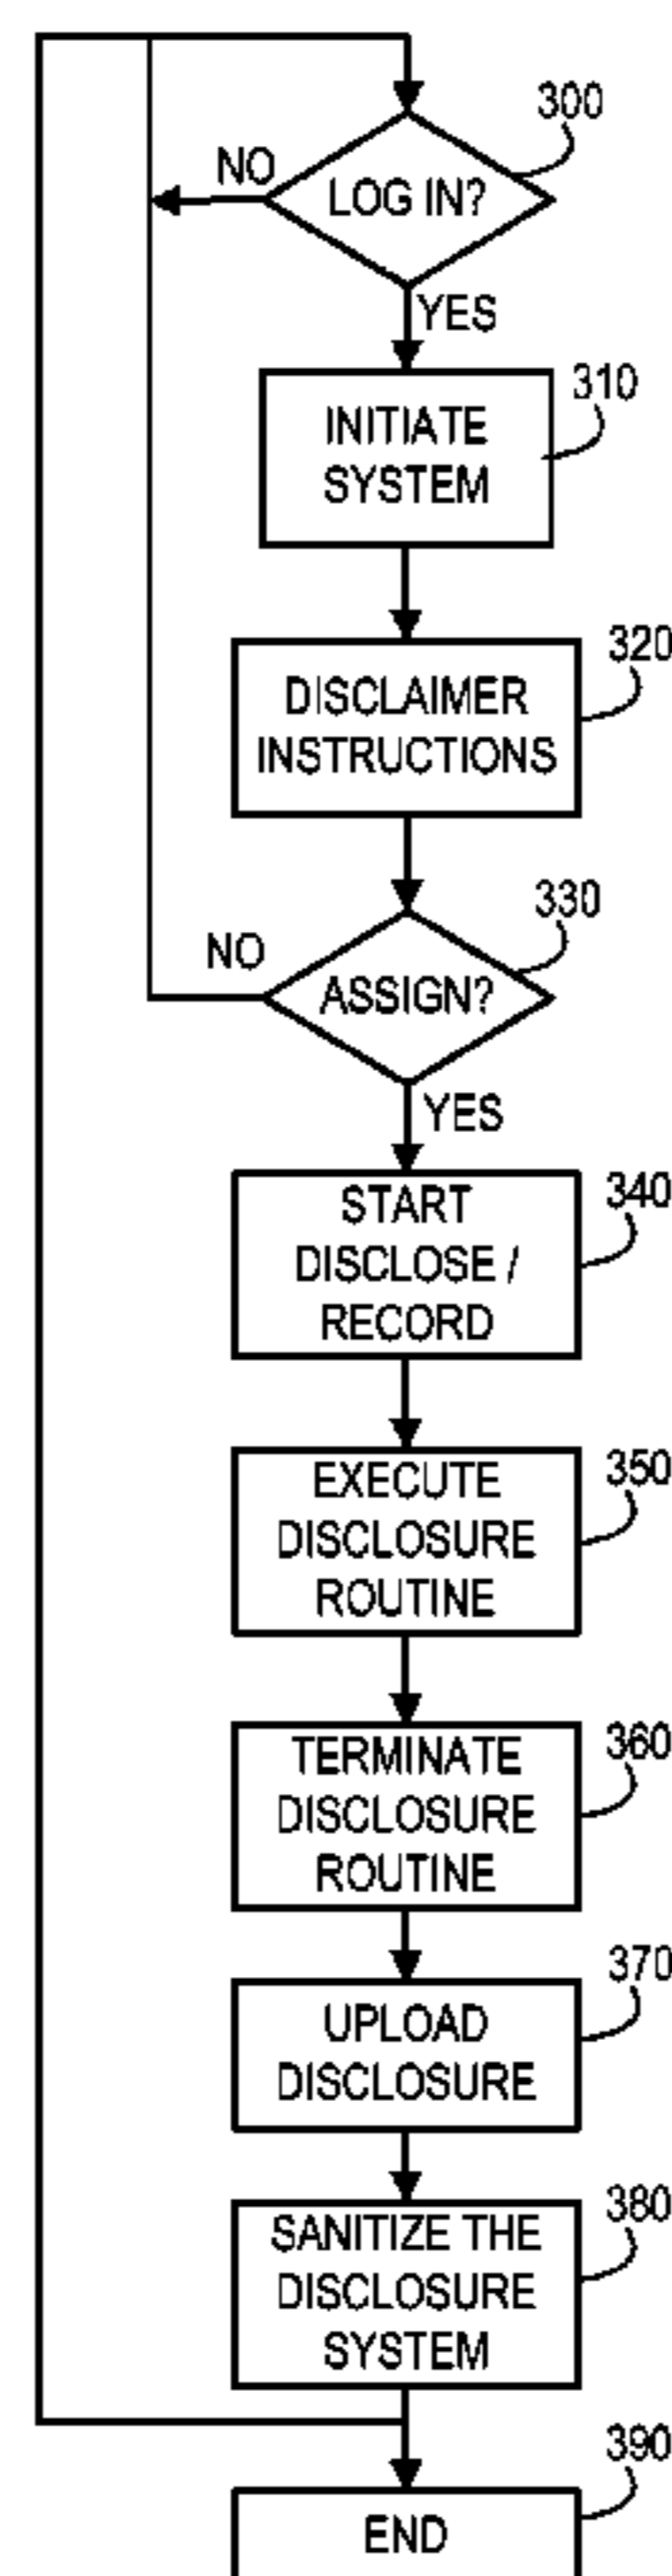 300
NO
LOG IN?
YES
310
INITIATE
SYSTEM
320
DISCLAIMER
INSTRUCTIONS
330
NO
ASSIGN?
YES
340
START
DISCLOSE /
RECORD
350
EXECUTE
DISCLOSURE
ROUTINE
360
TERMINATE
DISCLOSURE
ROUTINE
370
UPLOAD
DISCLOSURE
380
SANITIZE THE
DISCLOSURE
SYSTEM
390
END